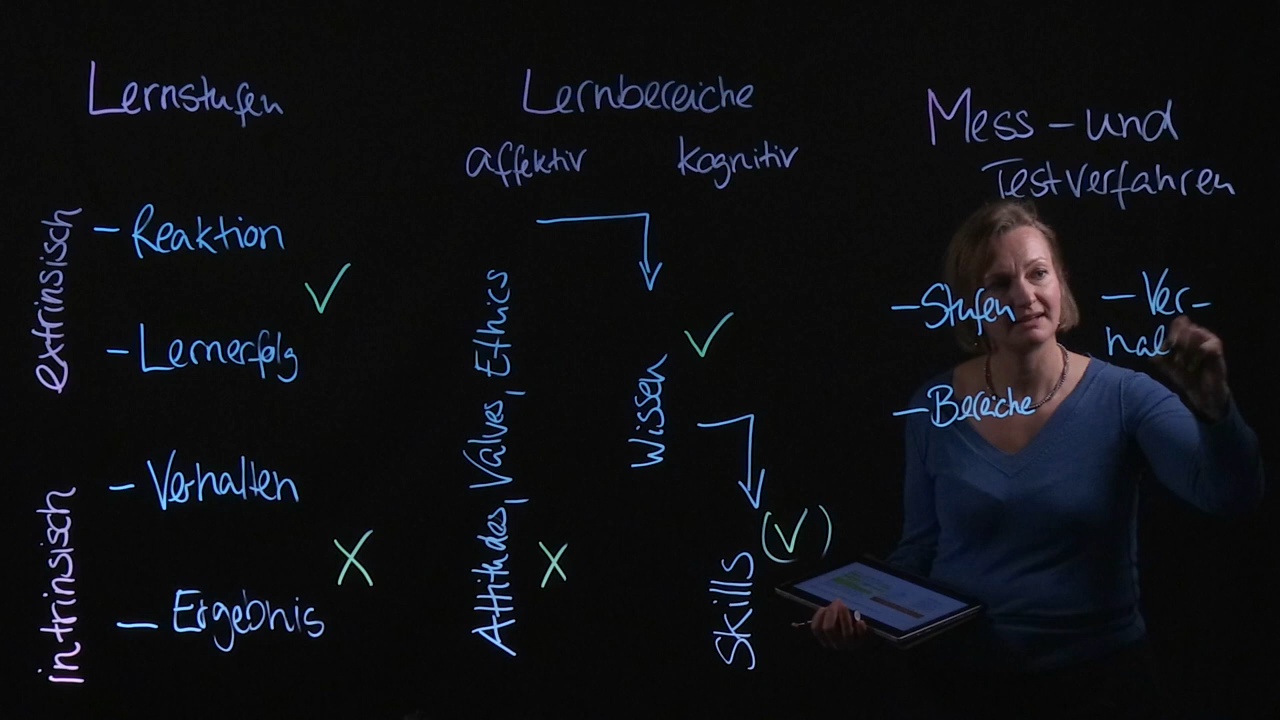 Lernstufen
extrinsisch
– Reaktion
– Lernerfolg
intrinsisch
– Verhalten
– Ergebnis
Lernbereiche
affektiv kognitiv
Attitudes, Valves, Ethics
Wissen
Skills
Mess – und
Testverfahren
– Stufen
– Bereiche
– Ver-
hal